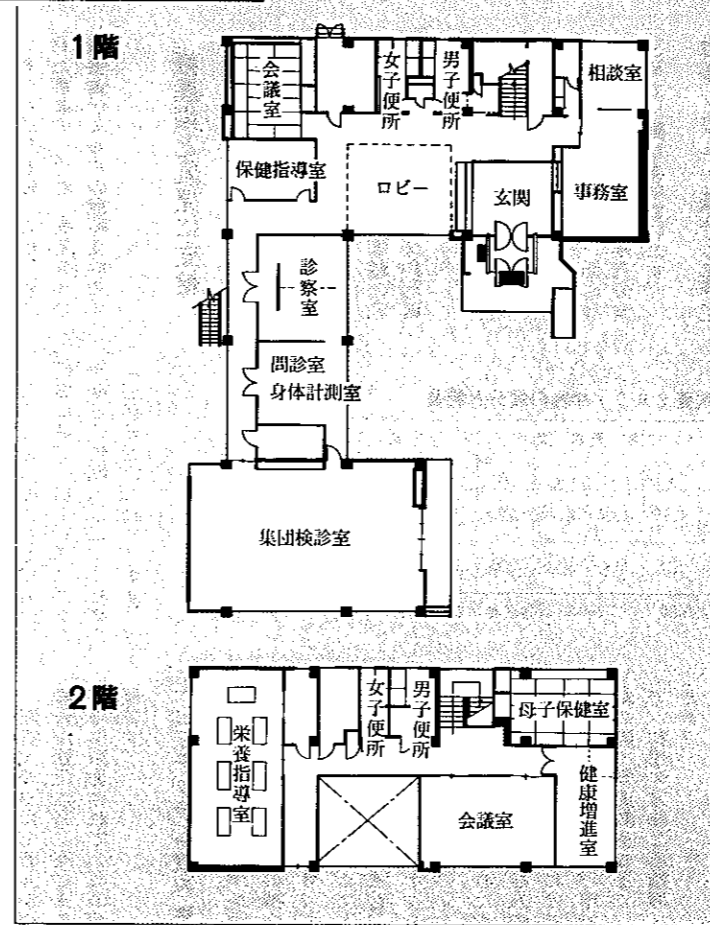 1階
会議室
女子便所
男子便所
相談室
保健指導室
ロビー
玄関
事務室
診察室
問診室
身体計測室
集団検診室
2階
栄養指導室
女子便所
男子便所
母子保健室
会議室
健康増進室